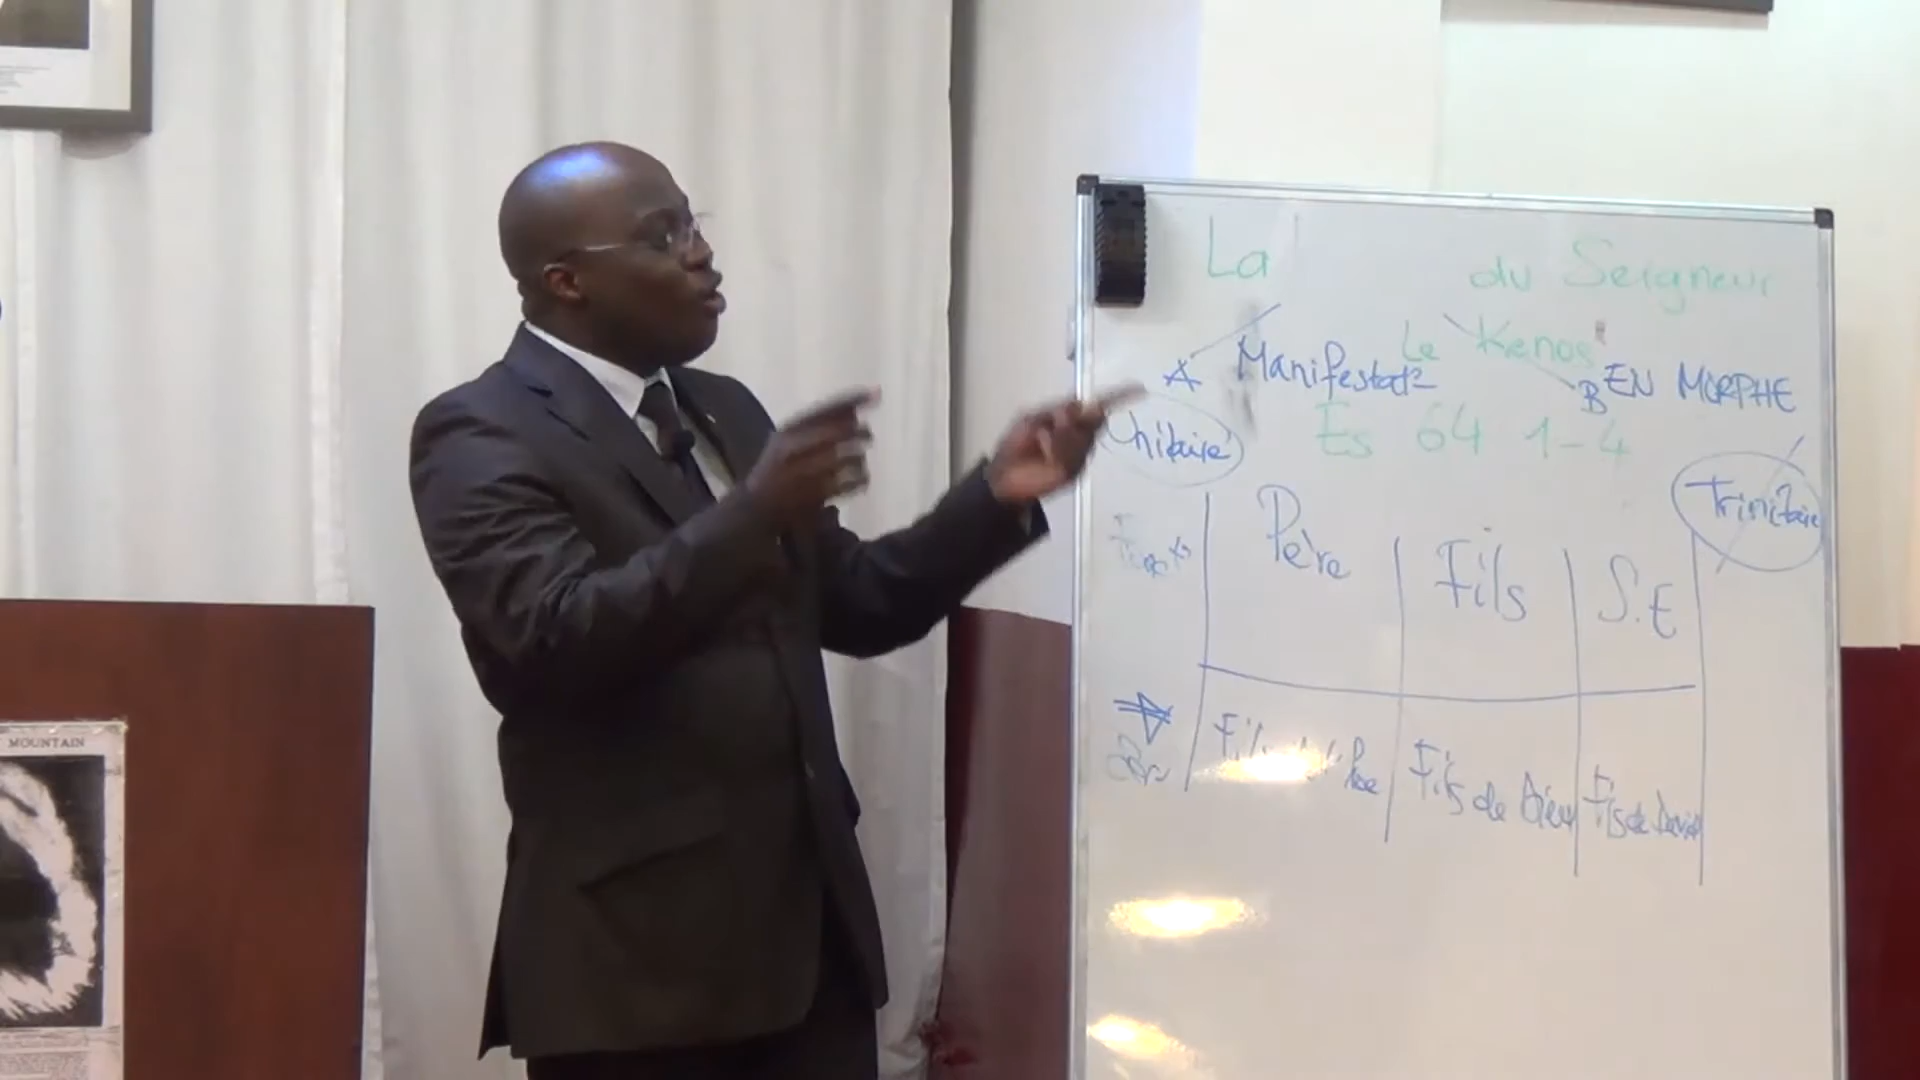 La du Seigneur
Le Kenos
A Manifestat° B EN MORPHE
Unitaire Es 64 1-4
Trinitaire
Père Fils S.E
Fils de Dieu Fils de David
MOUNTAIN